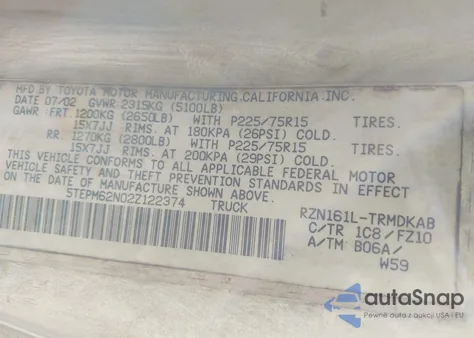 MFD. BY TOYOTA MOTOR MANUFACTURING, CALIFORNIA, INC.
DATE 07/02 GVWR 2315KG (5100LB)
GAWR: FRT. 1200KG (2650LB) WITH P225/75R15 TIRES.
15X7JJ RIMS. AT 180KPA (26PSI) COLD.
RR. 1270KG (2800LB) WITH P225/75R15 TIRES.
15X7JJ RIMS. AT 200KPA (29PSI) COLD.
THIS VEHICLE CONFORMS TO ALL APPLICABLE FEDERAL MOTOR
VEHICLE SAFETY AND THEFT PREVENTION STANDARDS IN EFFECT
ON THE DATE OF MANUFACTURE SHOWN ABOVE.
5TEPM62N02Z122374 TRUCK
RZN161L-TRMDKAB
C/TR 1C8 / FZ10
A/TM B06A/
W59
autoSnap
Pewne auta z aukcji USA i EU